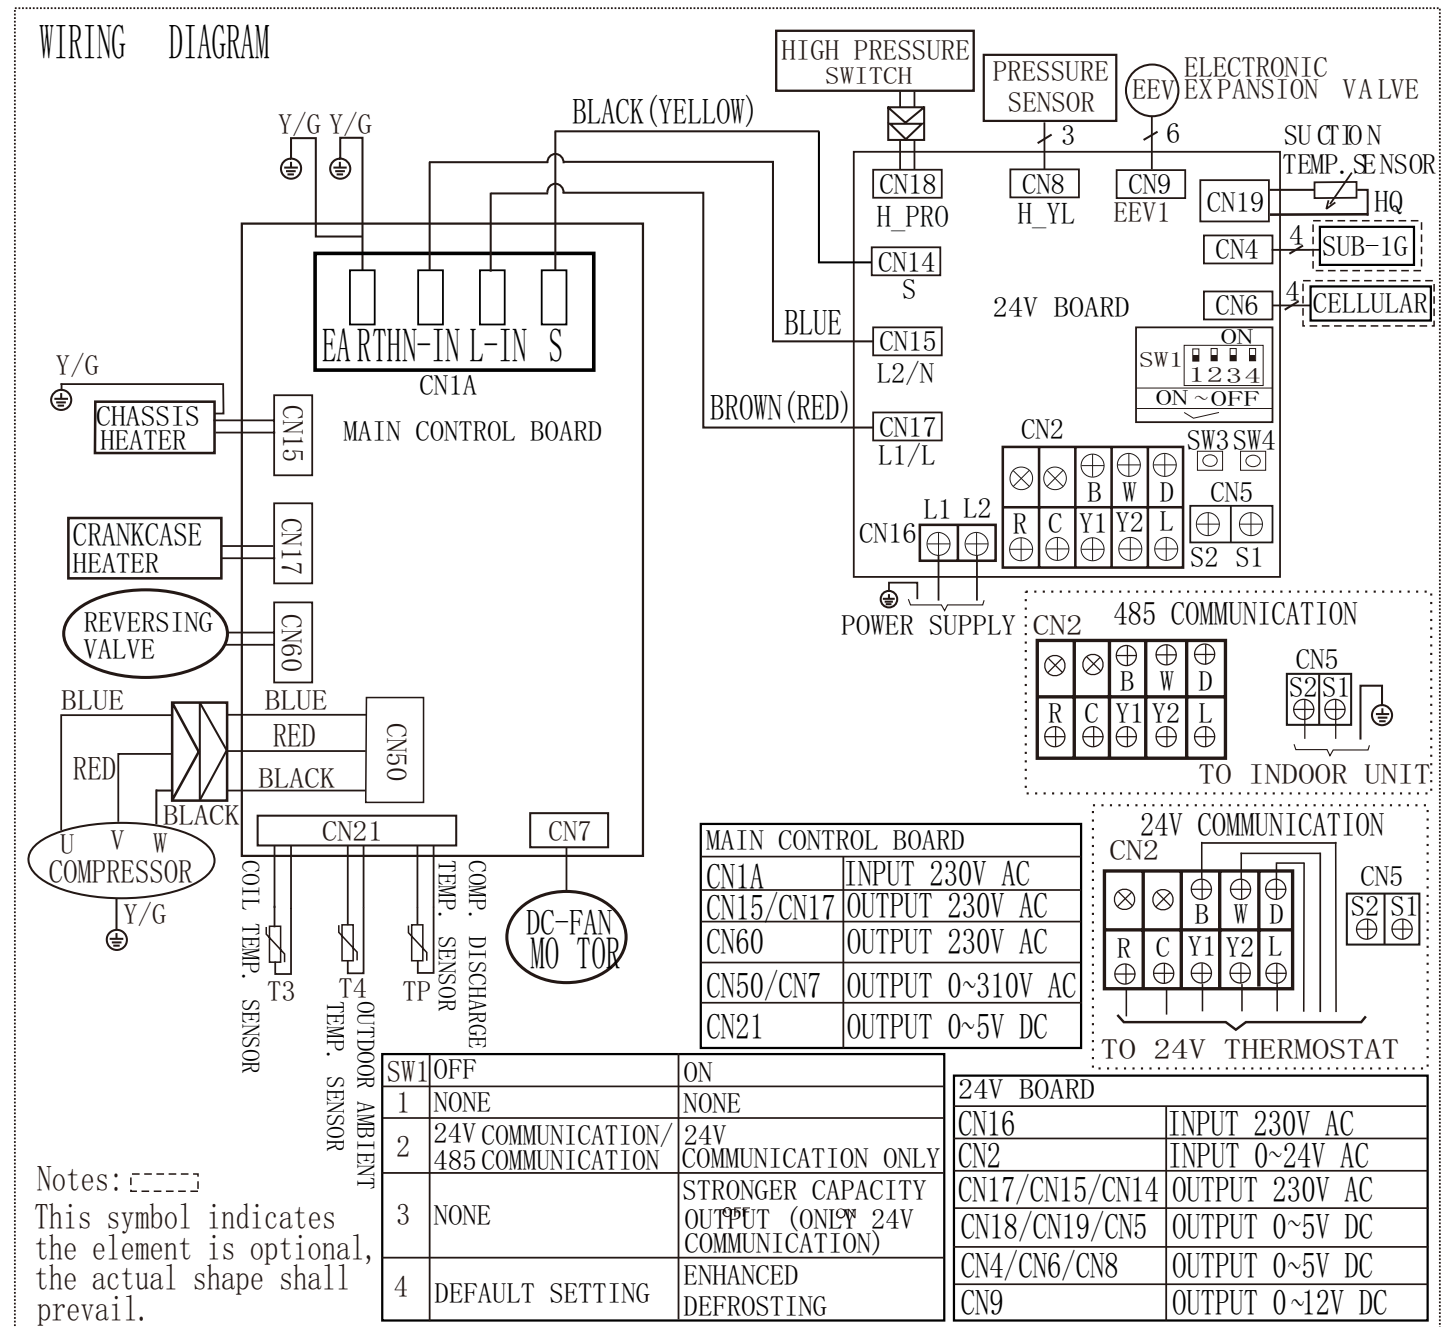 WIRING DIAGRAM
HIGH PRESSURE
SWITCH
PRESSURE
SENSOR
EEV
ELECTRONIC
EXPANSION VALVE
BLACK(YELLOW)
Y/G Y/G
3
6
SUCTION
TEMP.SENSOR
CN18
H_PRO
CN8
H_YL
CN9
EEV1
CN19
HQ
CN4
4
SUB-1G
CN14
S
24V BOARD
CN6
4
CELLULAR
EARTH N-IN L-IN S
CN1A
BLUE
CN15
L2/N
SW1
ON
1234
ON~OFF
Y/G
CHASSIS
HEATER
CN15
MAIN CONTROL BOARD
BROWN(RED)
CN17
L1/L
CN2
B W D
R C Y1 Y2 L
SW3 SW4
CN5
S2 S1
CN16
L1 L2
POWER SUPPLY
CRANKCASE
HEATER
CN17
REVERSING
VALVE
CN60
485 COMMUNICATION
CN2
B W D
R C Y1 Y2 L
CN5
S2 S1
TO INDOOR UNIT
BLUE
BLUE
RED
RED
BLACK
BLACK
CN50
U V W
COMPRESSOR
Y/G
CN21
CN7
DC-FAN
MOTOR
COIL TEMP. SENSOR
T3
T4
OUTDOOR AMBIENT
TEMP. SENSOR
TP
COMP. DISCHARGE
TEMP. SENSOR
24V COMMUNICATION
CN2
B W D
R C Y1 Y2 L
CN5
S2 S1
TO 24V THERMOSTAT
MAIN CONTROL BOARD
CN1A INPUT 230V AC
CN15/CN17 OUTPUT 230V AC
CN60 OUTPUT 230V AC
CN50/CN7 OUTPUT 0~310V AC
CN21 OUTPUT 0~5V DC
SW1 OFF ON
1 NONE NONE
2 24V COMMUNICATION/ 24V
485 COMMUNICATION COMMUNICATION ONLY
3 NONE STRONGER CAPACITY
OUTPUT (ONLY 24V
OFF ON
COMMUNICATION)
4 DEFAULT SETTING ENHANCED
DEFROSTING
24V BOARD
CN16 INPUT 230V AC
CN2 INPUT 0~24V AC
CN17/CN15/CN14 OUTPUT 230V AC
CN18/CN19/CN5 OUTPUT 0~5V DC
CN4/CN6/CN8 OUTPUT 0~5V DC
CN9 OUTPUT 0~12V DC
Notes:
This symbol indicates
the element is optional,
the actual shape shall
prevail.